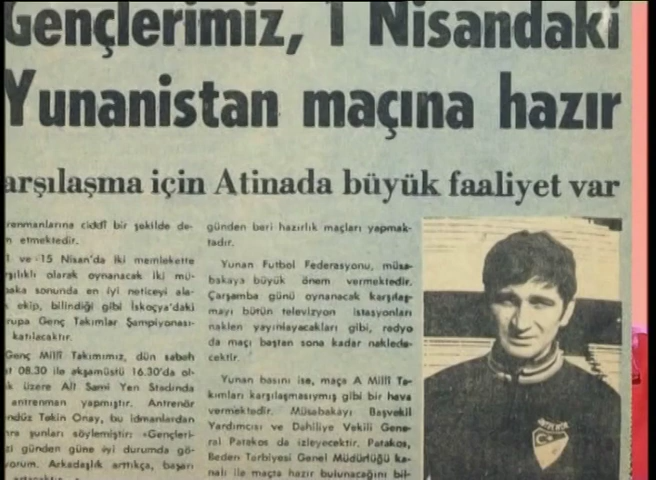 Gençlerimiz, 1 Nisandaki
Yunanistan maçına hazır
arşılaşma için Atinada büyük faaliyet var
renmanlarına ciddî bir şekilde de-
etmektedir.
1 ve 15 Nisan'da iki memlekette
rşılıklı olarak oynanacak iki mü-
aka sonunda en iyi neticeyi ala-
ekip, bilindiği gibi İskoçya'daki
rupa Genç Takımlar Şampiyonası-
katılacaktır.
Genç Millî Takımımız, dün sabah
08.30 ile akşamüstü 16.30'da ol-
k üzere Ali Sami Yen Stadında
antrenman yapmıştır. Antrenör
ndüz Tekin Onay, bu idmanlardan
ra şunları söylemiştir: «Gençleri-
zi günden güne iyi durumda gö-
yorum. Arkadaşlık arttıkça, başarı
günden beri hazırlık maçları yapmak-
tadır.
Yunan Futbol Federasyonu, müsa-
bakaya büyük önem vermektedir.
Çarşamba günü oynanacak karşılaş-
mayı bütün televizyon istasyonları
naklen yayınlayacakları gibi, radyo
da maçı baştan sona kadar naklede-
cektir.
Yunan basını ise, maça A Millî Ta-
kımları karşılaşmasıymış gibi bir hava
vermektedir. Müsabakayı Başvekil
Yardımcısı ve Dahiliye Vekili Gene-
ral Patakos da izleyecektir. Patakos,
Beden Terbiyesi Genel Müdürlüğü ka-
nalı ile maçta hazır bulunacağını bil-